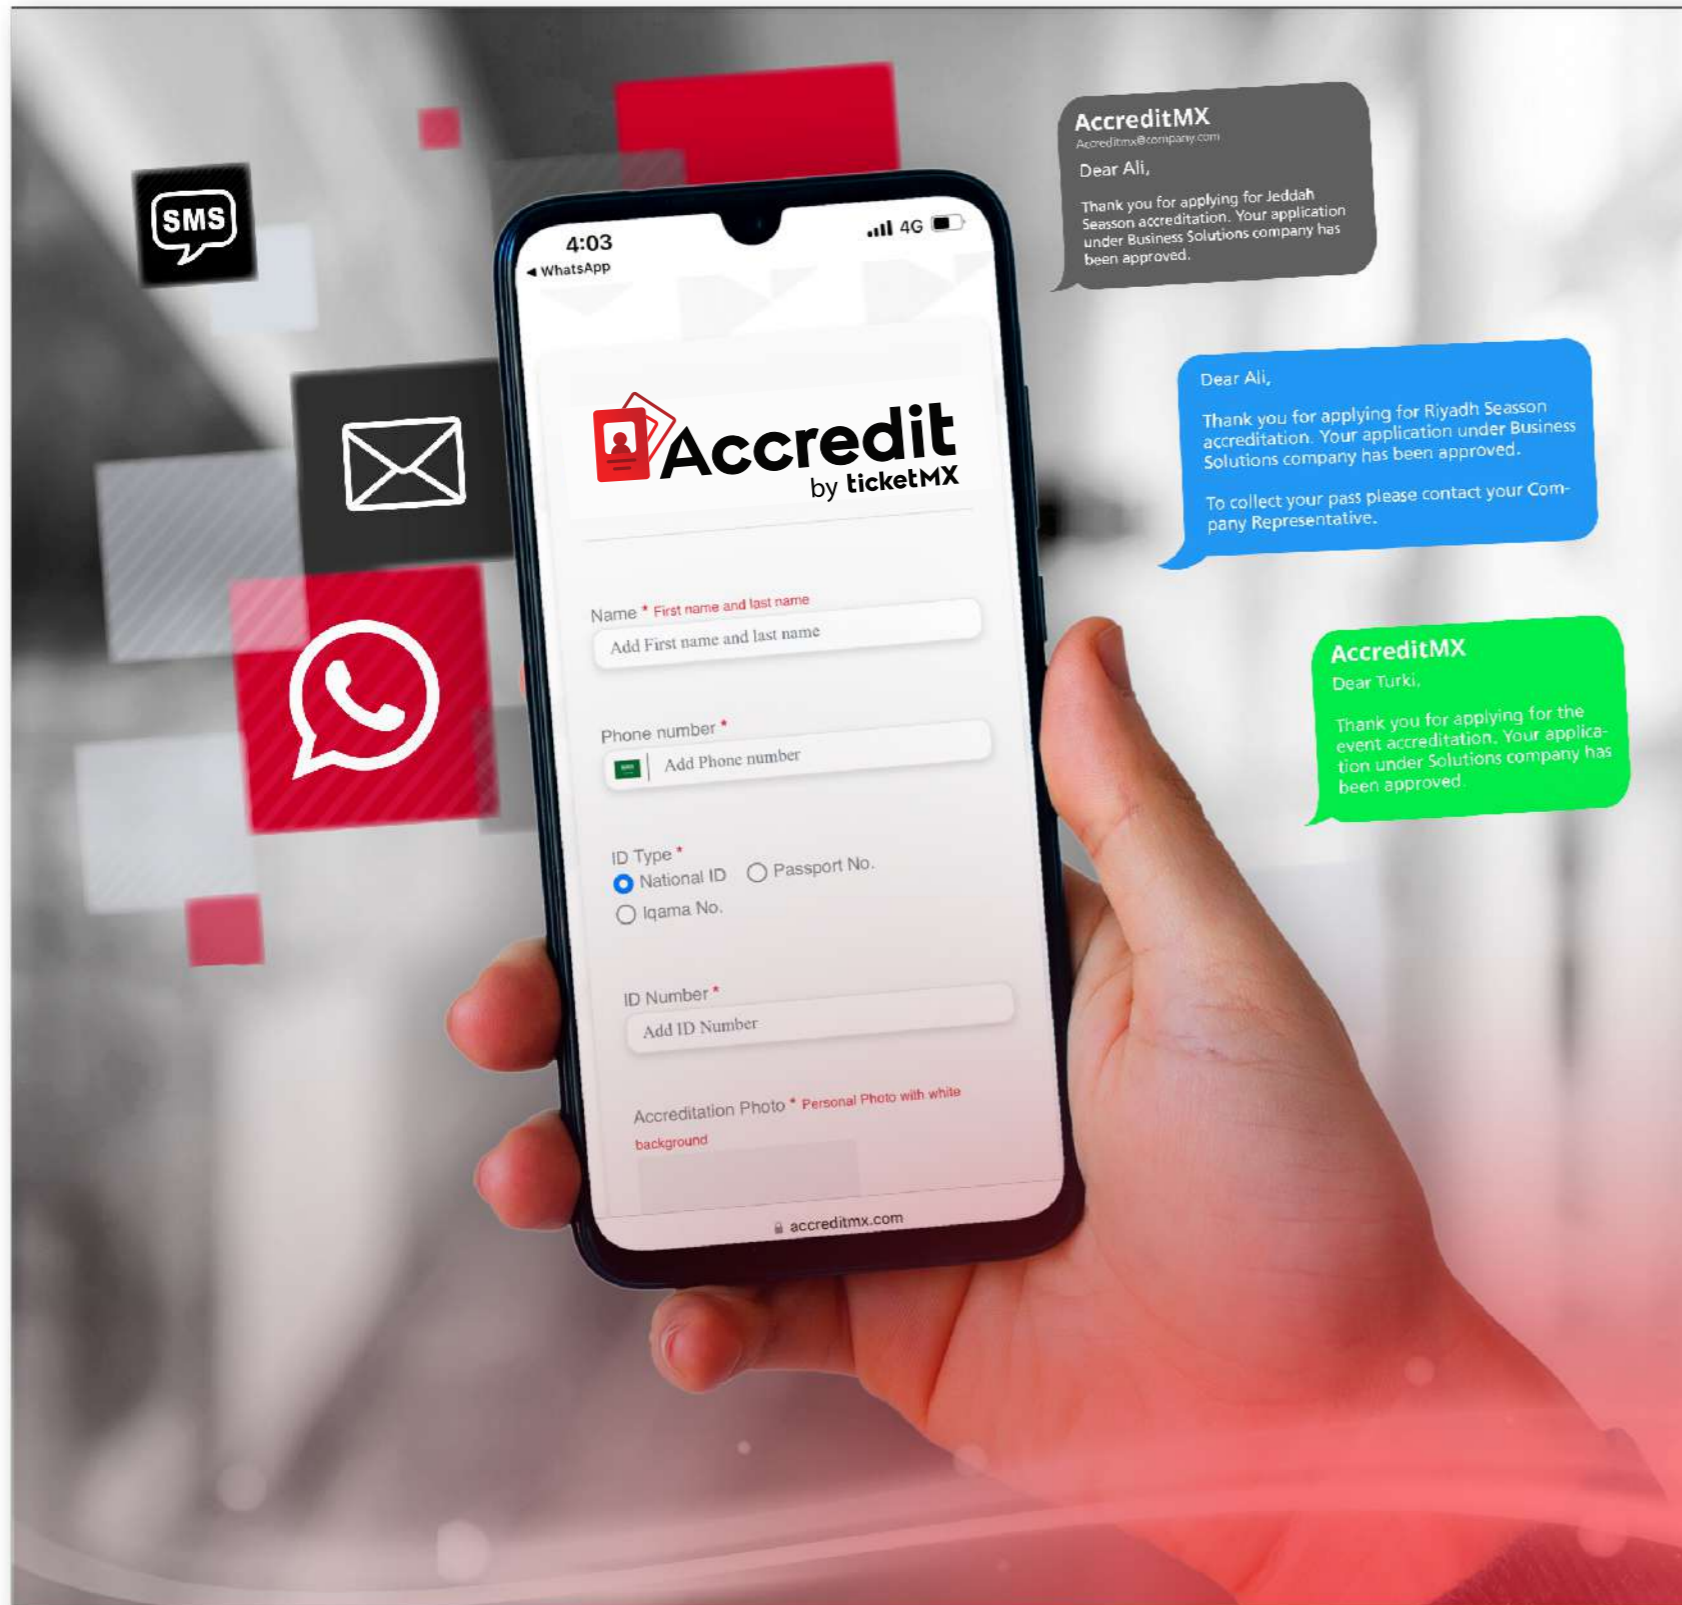 SMS
4:03
4G
◄ WhatsApp
Accredit
by ticketMX
Name * First name and last name
Add First name and last name
Phone number *
Add Phone number
ID Type *
National ID
Passport No.
Iqama No.
ID Number *
Add ID Number
Accreditation Photo * Personal Photo with white
background
accreditmx.com
AccreditMX
Accreditmx@company.com
Dear Ali,
Thank you for applying for Jeddah
Seasson accreditation. Your application
under Business Solutions company has
been approved.
Dear Ali,
Thank you for applying for Riyadh Seasson
accreditation. Your application under Business
Solutions company has been approved.
To collect your pass please contact your Com-
pany Representative.
AccreditMX
Dear Turki,
Thank you for applying for the
event accreditation. Your applica-
tion under Solutions company has
been approved.